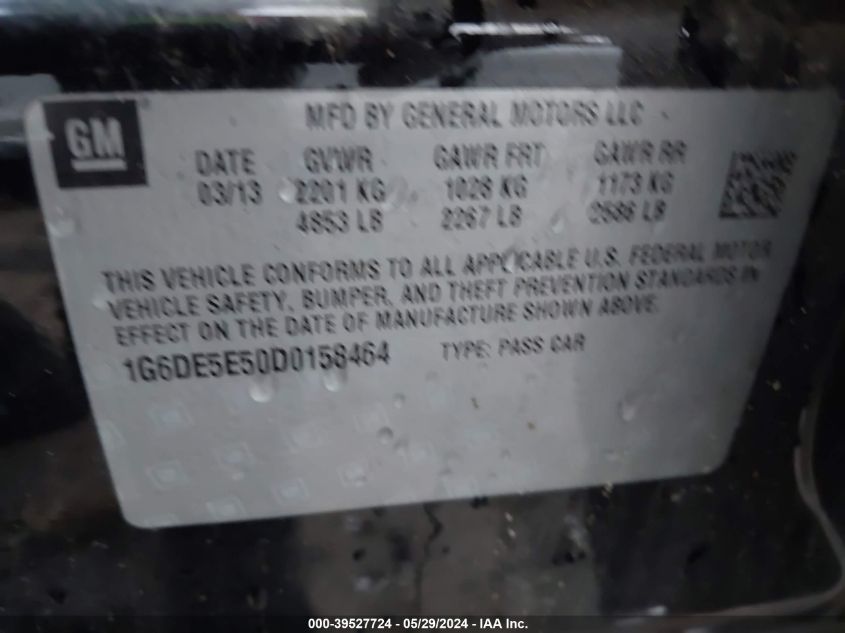 GM
MFD BY GENERAL MOTORS LLC
DATE GVWR GAWR FRT GAWR RR
03/13 2201 KG 1028 KG 1173 KG
4853 LB 2267 LB 2586 LB
THIS VEHICLE CONFORMS TO ALL APPLICABLE U.S. FEDERAL MOTOR
VEHICLE SAFETY, BUMPER, AND THEFT PREVENTION STANDARDS IN
EFFECT ON THE DATE OF MANUFACTURE SHOWN ABOVE.
1G6DE5E50D0158464 TYPE: PASS CAR
000-39527724 - 05/29/2024 - IAA Inc.